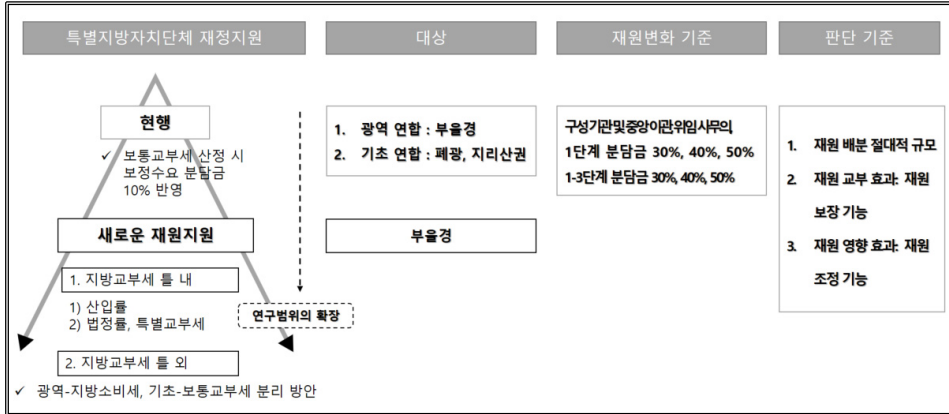 특별지방자치단체 재정지원
대상
재원변화 기준
판단 기준
현행
✓ 보통교부세 산정 시
보정수요 분담금
10% 반영
새로운 재원지원
1. 지방교부세 틀 내
1) 산입률
2) 법정률, 특별교부세
2. 지방교부세 틀 외
✓ 광역-지방소비세, 기초-보통교부세 분리 방안
연구범위의 확장
1. 광역 연합 : 부울경
2. 기초 연합 : 폐광, 지리산권
부울경
구성기관 및 중앙이관, 위임사무의,
1단계 분담금 30%, 40%, 50%
1-3단계 분담금 30%, 40%, 50%
1. 재원 배분 절대적 규모
2. 재원 교부 효과: 재원
보장 기능
3. 재원 영향 효과: 재원
조정 기능